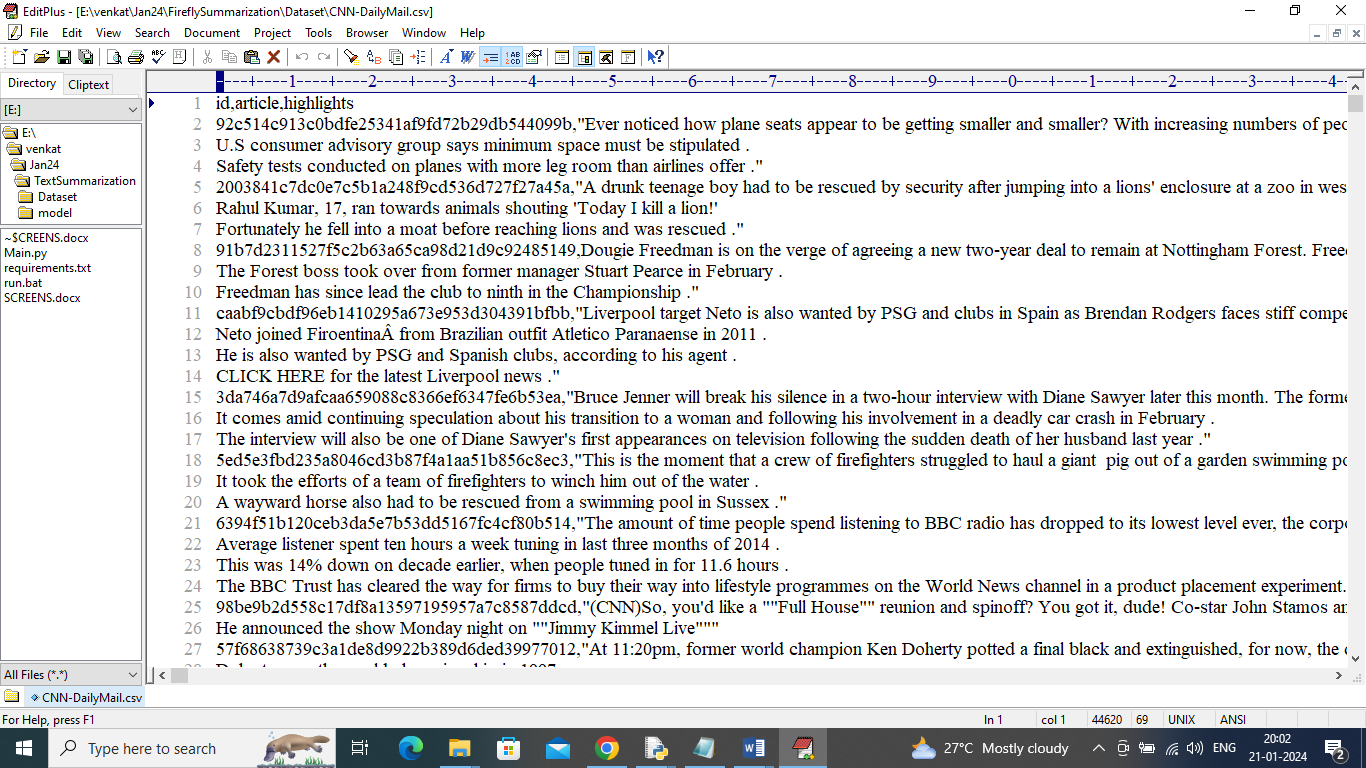 EditPlus - [E:\venkat\Jan24\FireflySummarization\Dataset\CNN-DailyMail.csv]
File Edit View Search Document Project Tools Browser Window Help
Directory Cliptext
[E:]
E:\
venkat
Jan24
TextSummarization
Dataset
model
~$CREENS.docx
Main.py
requirements.txt
run.bat
SCREENS.docx
All Files (*.*)
----+----1----+----2----+----3----+----4----+----5----+----6----+----7----+----8----+----9----+----0----+----1----+----2----+----3----+----4-
1 id,article,highlights
2 92c514c913c0bdfe25341af9fd72b29db544099b,"Ever noticed how plane seats appear to be getting smaller and smaller? With increasing numbers of peo
3 U.S consumer advisory group says minimum space must be stipulated .
4 Safety tests conducted on planes with more leg room than airlines offer ."
5 2003841c7dc0e7c5b1a248f9cd536d727f27a45a,"A drunk teenage boy had to be rescued by security after jumping into a lions' enclosure at a zoo in wes
6 Rahul Kumar, 17, ran towards animals shouting 'Today I kill a lion!'
7 Fortunately he fell into a moat before reaching lions and was rescued ."
8 91b7d2311527f5c2b63a65ca98d21d9c92485149,Dougie Freedman is on the verge of agreeing a new two-year deal to remain at Nottingham Forest. Free
9 The Forest boss took over from former manager Stuart Pearce in February .
10 Freedman has since lead the club to ninth in the Championship ."
11 caabf9cbdf96eb1410295a673e953d304391bfbb,"Liverpool target Neto is also wanted by PSG and clubs in Spain as Brendan Rodgers faces stiff compe
12 Neto joined FiroentinaÂ from Brazilian outfit Atletico Paranaense in 2011 .
13 He is also wanted by PSG and Spanish clubs, according to his agent .
14 CLICK HERE for the latest Liverpool news ."
15 3da746a7d9afcaa659088c8366ef6347fe6b53ea,"Bruce Jenner will break his silence in a two-hour interview with Diane Sawyer later this month. The forme
16 It comes amid continuing speculation about his transition to a woman and following his involvement in a deadly car crash in February .
17 The interview will also be one of Diane Sawyer's first appearances on television following the sudden death of her husband last year ."
18 5ed5e3fbd235a8046cd3b87f4a1aa51b856c8ec3,"This is the moment that a crew of firefighters struggled to haul a giant  pig out of a garden swimming po
19 It took the efforts of a team of firefighters to winch him out of the water .
20 A wayward horse also had to be rescued from a swimming pool in Sussex ."
21 6394f51b120ceb3da5e7b53dd5167fc4cf80b514,"The amount of time people spend listening to BBC radio has dropped to its lowest level ever, the corpo
22 Average listener spent ten hours a week tuning in last three months of 2014 .
23 This was 14% down on decade earlier, when people tuned in for 11.6 hours .
24 The BBC Trust has cleared the way for firms to buy their way into lifestyle programmes on the World News channel in a product placement experiment.
25 98be9b2d558c17df8a13597195957a7c8587ddcd,"(CNN)So, you'd like a ""Full House"" reunion and spinoff? You got it, dude! Co-star John Stamos an
26 He announced the show Monday night on ""Jimmy Kimmel Live"""
27 57f68638739c3a1de8d9922b389d6ded39977012,"At 11:20pm, former world champion Ken Doherty potted a final black and extinguished, for now, the
CNN-DailyMail.csv
For Help, press F1 ln 1 col 1 44620 69 UNIX ANSI
Type here to search
27°C Mostly cloudy ENG 20:02
21-01-2024
2